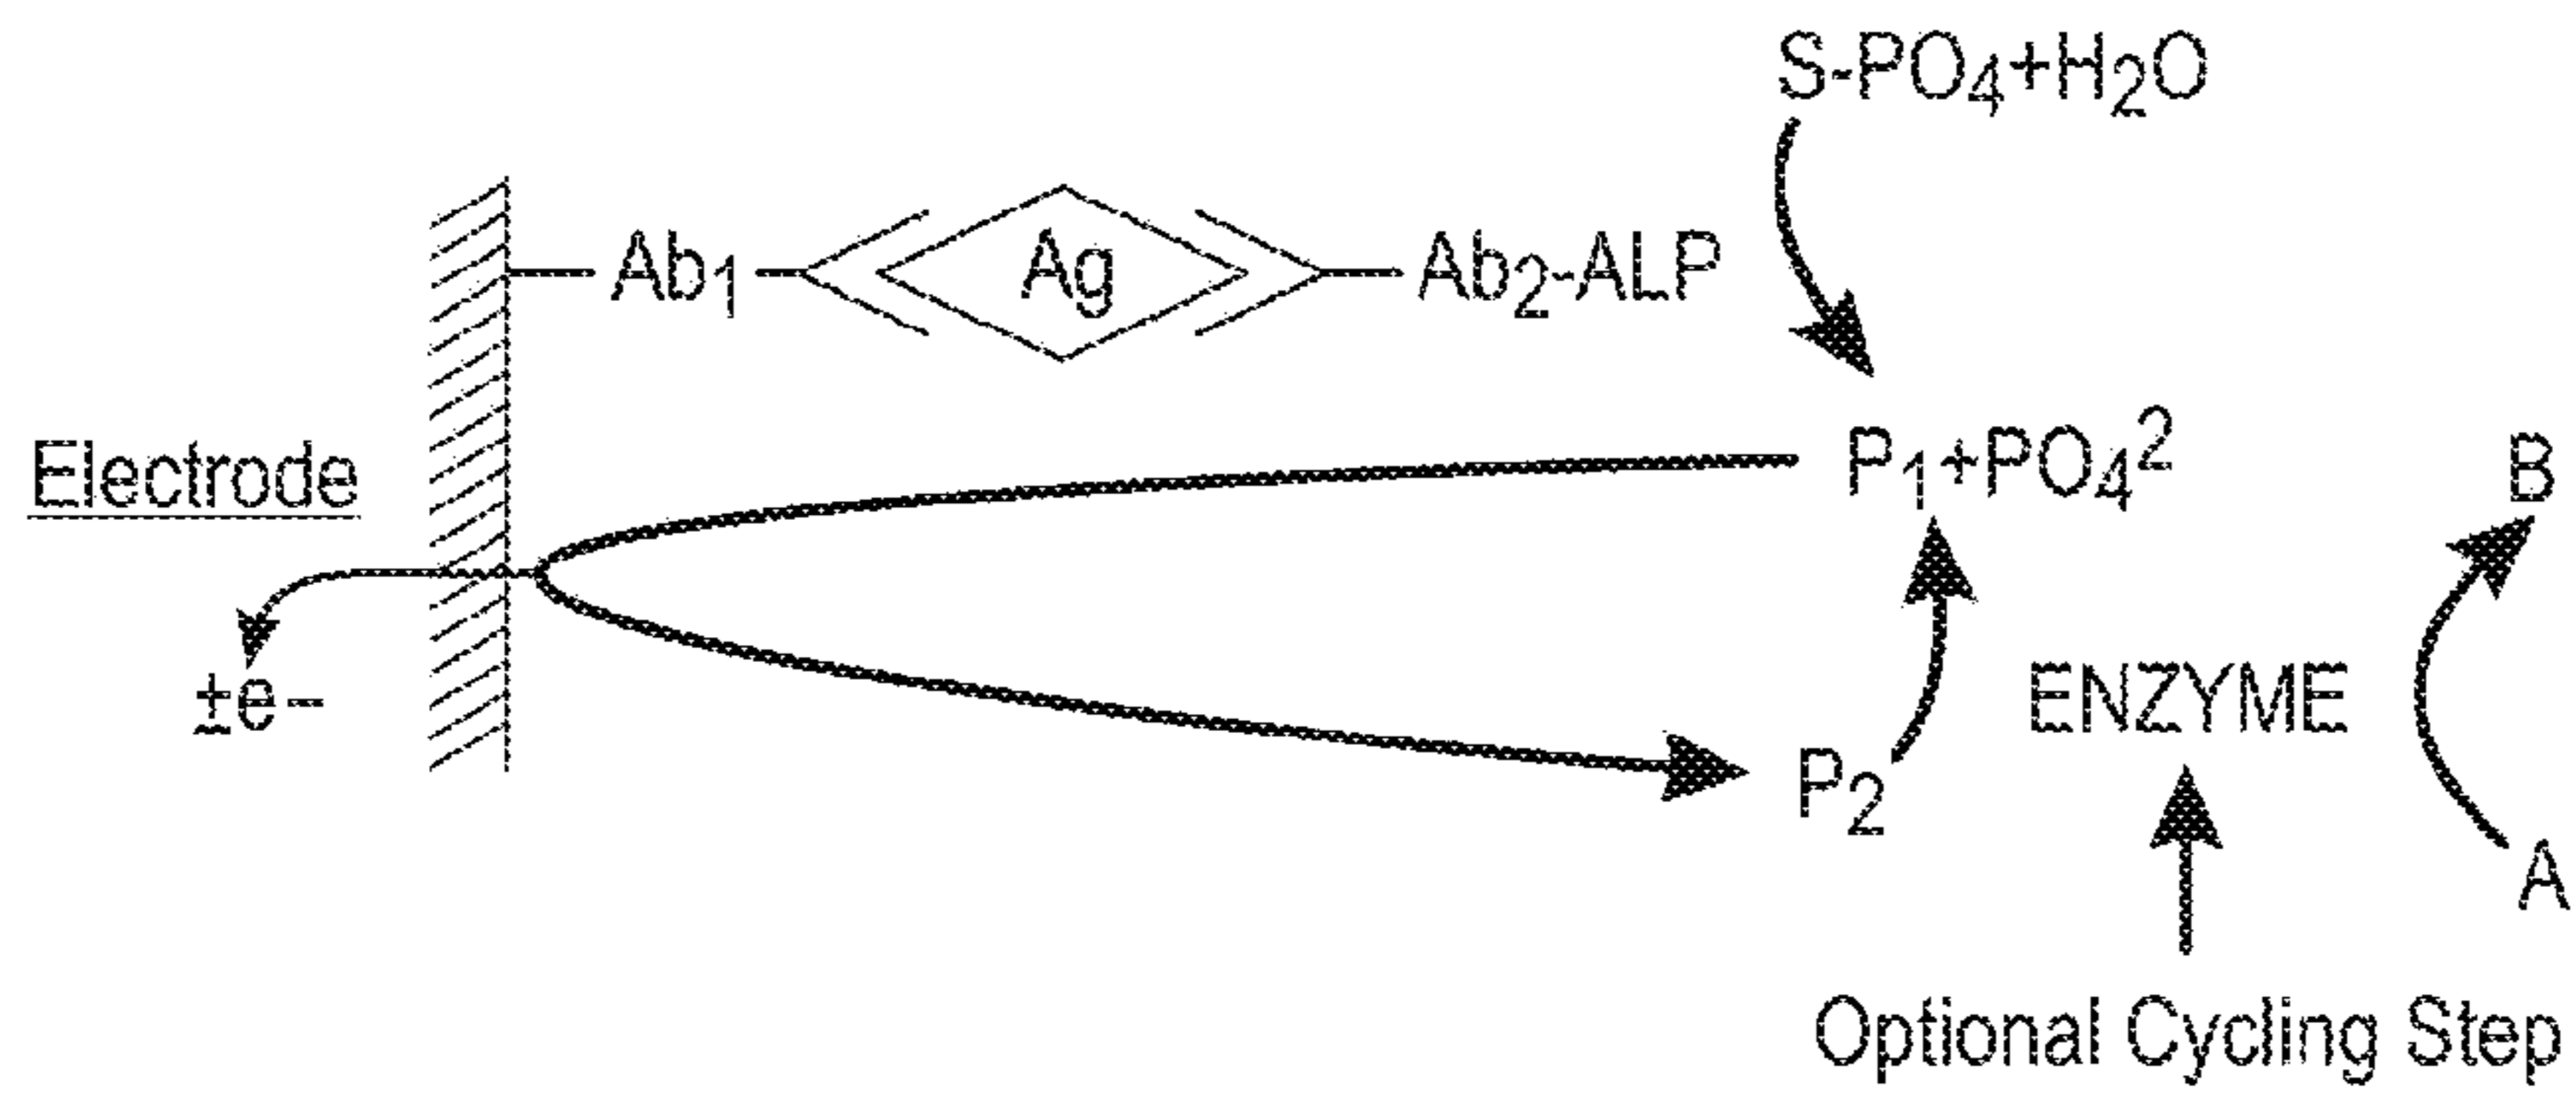 S-PO₄+H₂O
Ab₁ Ag Ab₂-ALP
Electrode P₁+PO₄² B
±e− ENZYME
P₂ A
Optional Cycling Step